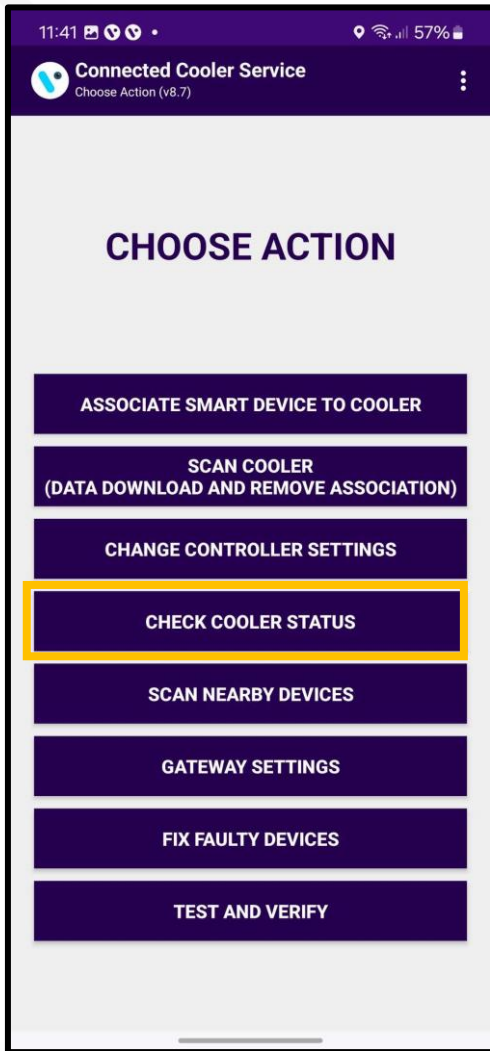 11:41
57%
Connected Cooler Service
Choose Action (v8.7)
CHOOSE ACTION
ASSOCIATE SMART DEVICE TO COOLER
SCAN COOLER
(DATA DOWNLOAD AND REMOVE ASSOCIATION)
CHANGE CONTROLLER SETTINGS
CHECK COOLER STATUS
SCAN NEARBY DEVICES
GATEWAY SETTINGS
FIX FAULTY DEVICES
TEST AND VERIFY